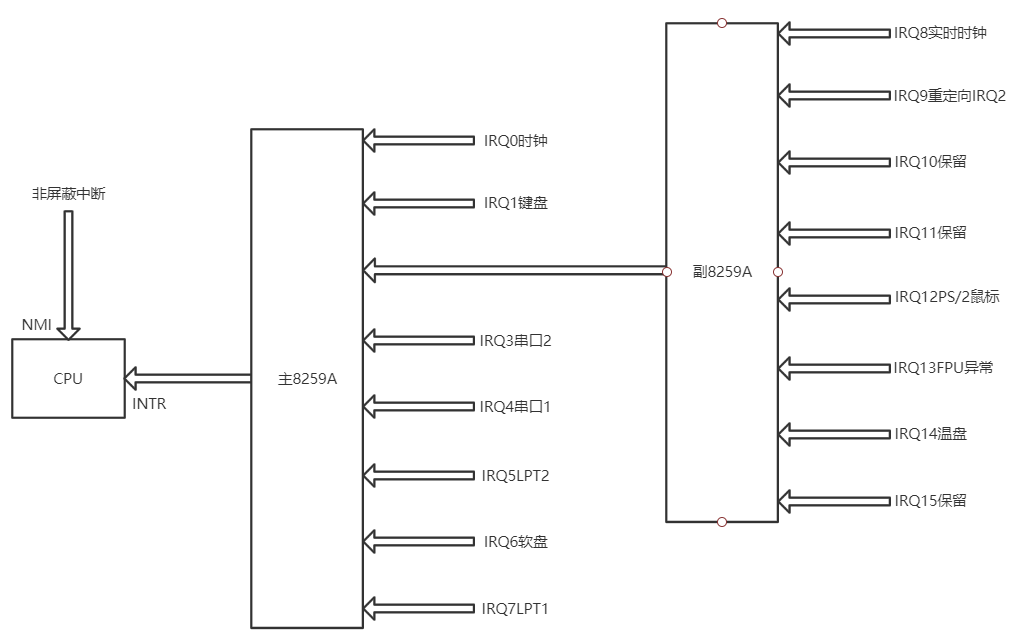 非屏蔽中断
NMI
CPU
INTR
主8259A
IRQ0时钟
IRQ1键盘
IRQ3串口2
IRQ4串口1
IRQ5LPT2
IRQ6软盘
IRQ7LPT1
副8259A
IRQ8实时时钟
IRQ9重定向IRQ2
IRQ10保留
IRQ11保留
IRQ12PS/2鼠标
IRQ13FPU异常
IRQ14温盘
IRQ15保留